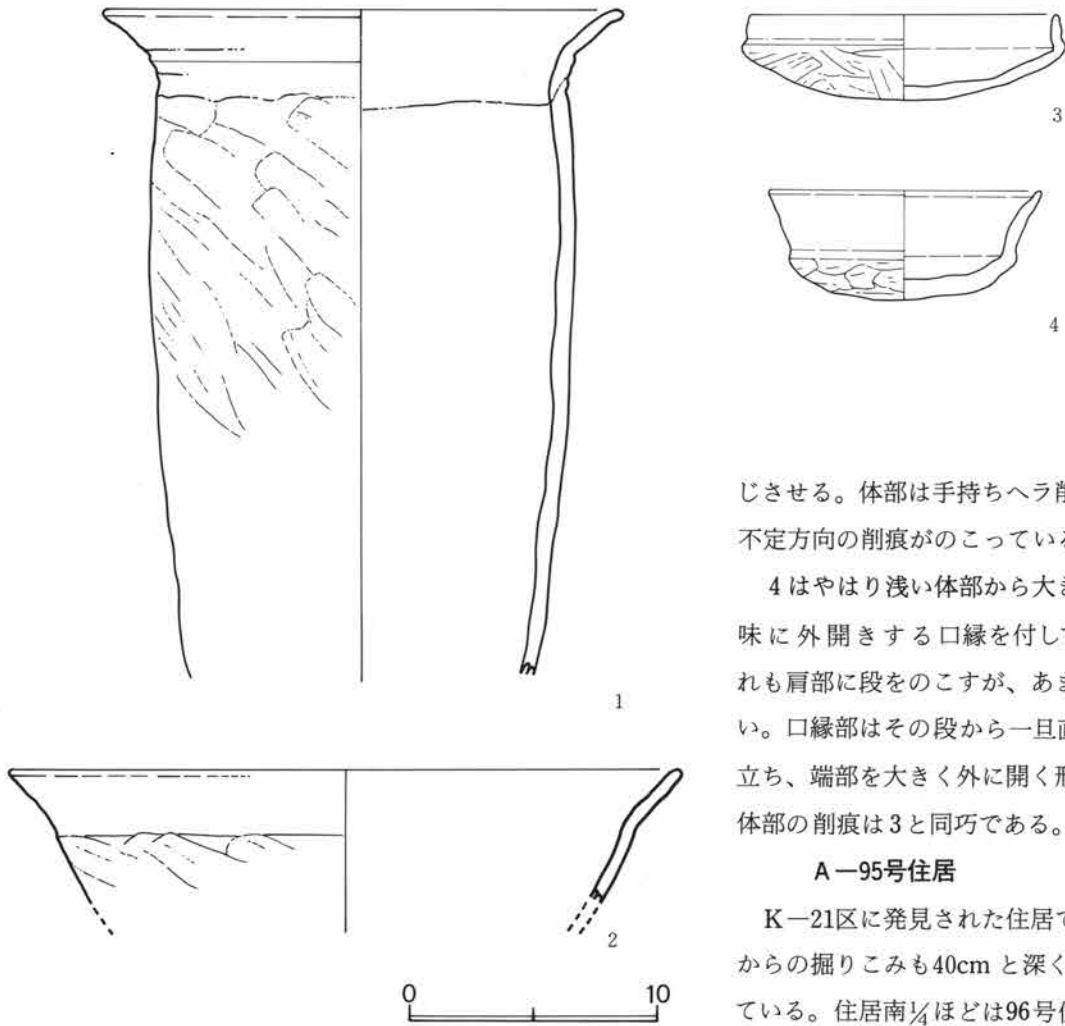 3
4
1
2
0 10
じさせる。体部は手持ちヘラ削
不定方向の削痕がのこっている
4はやはり浅い体部から大き
味に外開きする口縁を付して
れも肩部に段をのこすが、あま
い。口縁部はその段から一旦直
立ち、端部を大きく外に開く形
体部の削痕は3と同巧である。
A—95号住居
K—21区に発見された住居で
からの掘りこみも40cm と深く
ている。住居南¼ほどは96号住